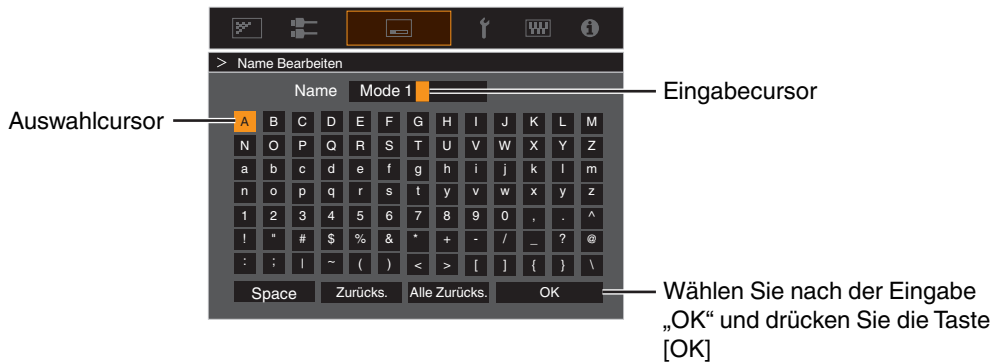 > Name Bearbeiten
Name Mode 1
Eingabecursor
Auswahlcursor
A B C D E F G H I J K L M
N O P Q R S T U V W X Y Z
a b c d e f g h i j k l m
n o p q r s t y v w x y z
1 2 3 4 5 6 7 8 9 0 , . ^
! " # $ % & * + - / _ ? @
: ; | ~ ( ) < > [ ] { } \
Space Zurücks. Alle Zurücks. OK
Wählen Sie nach der Eingabe
„OK“ und drücken Sie die Taste
[OK]